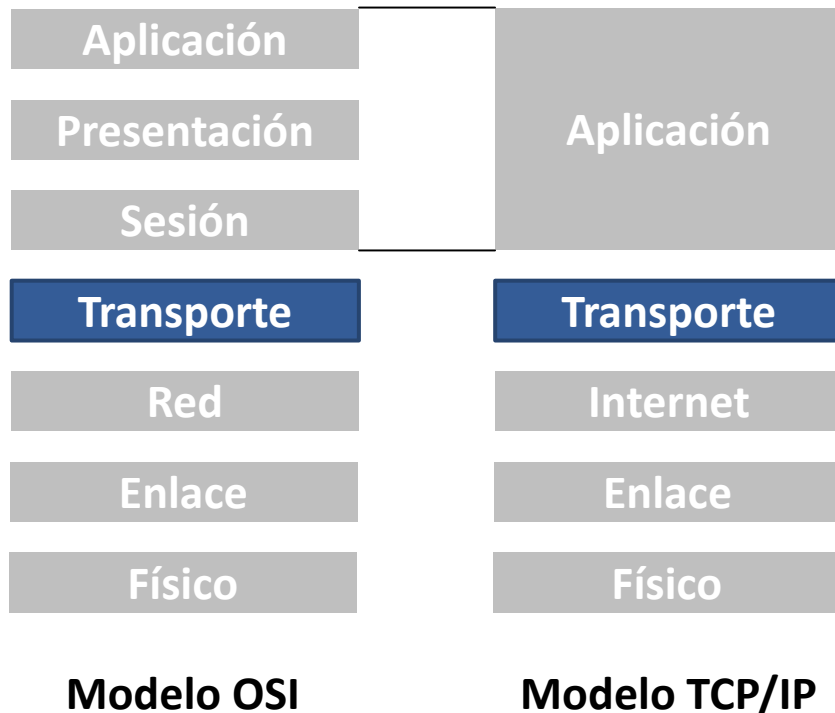 Aplicación
Presentación
Sesión
Transporte
Red
Enlace
Físico
Modelo OSI
Aplicación
Transporte
Internet
Enlace
Físico
Modelo TCP/IP